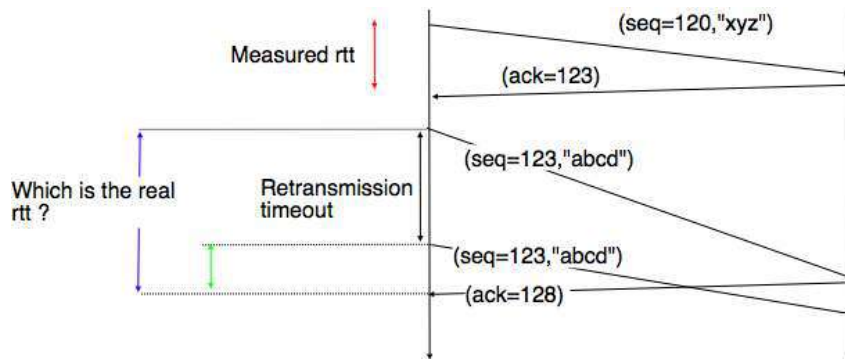 (seq=120,"xyz")
Measured rtt
(ack=123)
(seq=123,"abcd")
Which is the real
rtt ?
Retransmission
timeout
(seq=123,"abcd")
(ack=128)